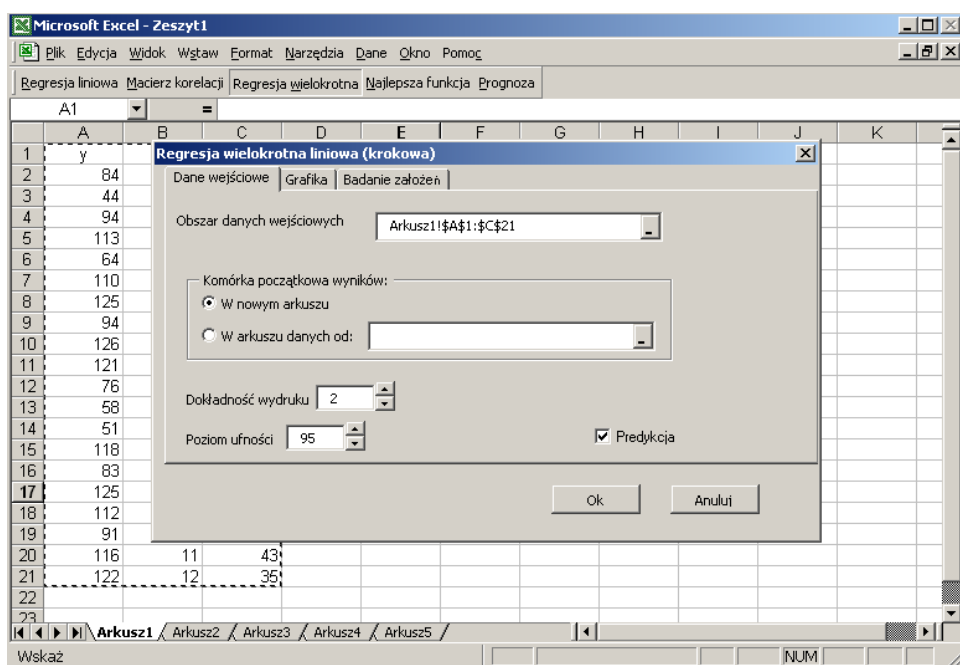 Microsoft Excel - Zeszyt1
Plik Edycja Widok Wstaw Format Narzędzia Dane Okno Pomoc
Regresja liniowa Macierz korelacji Regresja wielokrotna Najlepsza funkcja Prognoza
A1 =
A B C D E F G H I J K
1 y
2 84
3 44
4 94
5 113
6 64
7 110
8 125
9 94
10 126
11 121
12 76
13 58
14 51
15 118
16 83
17 125
18 112
19 91
20 116 11 43
21 122 12 35
22
23
Regresja wielokrotna liniowa (krokowa)
Dane wejściowe Grafika Badanie założeń
Obszar danych wejściowych Arkusz1!$A$1:$C$21
Komórka początkowa wyników:
W nowym arkuszu
W arkuszu danych od:
Dokładność wydruku 2
Poziom ufności 95 Predykcja
Ok Anuluj
Arkusz1 Arkusz2 Arkusz3 Arkusz4 Arkusz5
Wskaż NUM